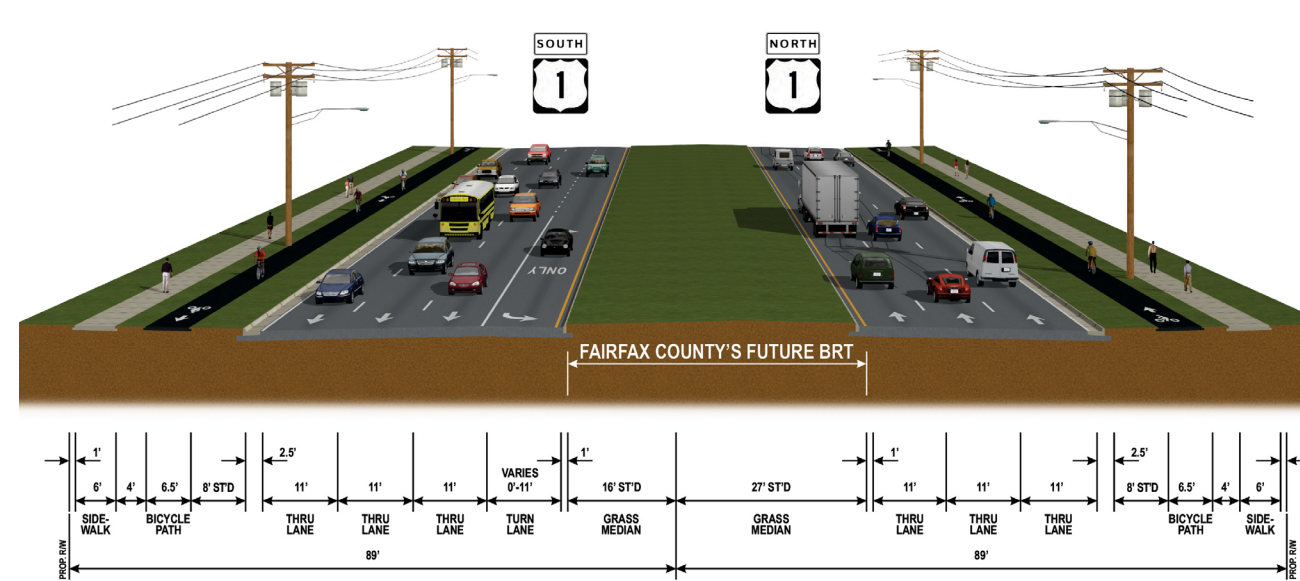 SOUTH
1
NORTH
1
ONLY
FAIRFAX COUNTY'S FUTURE BRT
1' 2.5' 1' 1' 2.5'
6' 4' 6.5' 8' ST'D 11' 11' 11' VARIES 0'-11' 16' ST'D 27' ST'D 11' 11' 11' 8' ST'D 6.5' 4' 6'
SIDE-WALK BICYCLE PATH THRU LANE THRU LANE THRU LANE TURN LANE GRASS MEDIAN GRASS MEDIAN THRU LANE THRU LANE THRU LANE BICYCLE PATH SIDE-WALK
PROP. R/W 89' 89' PROP. R/W